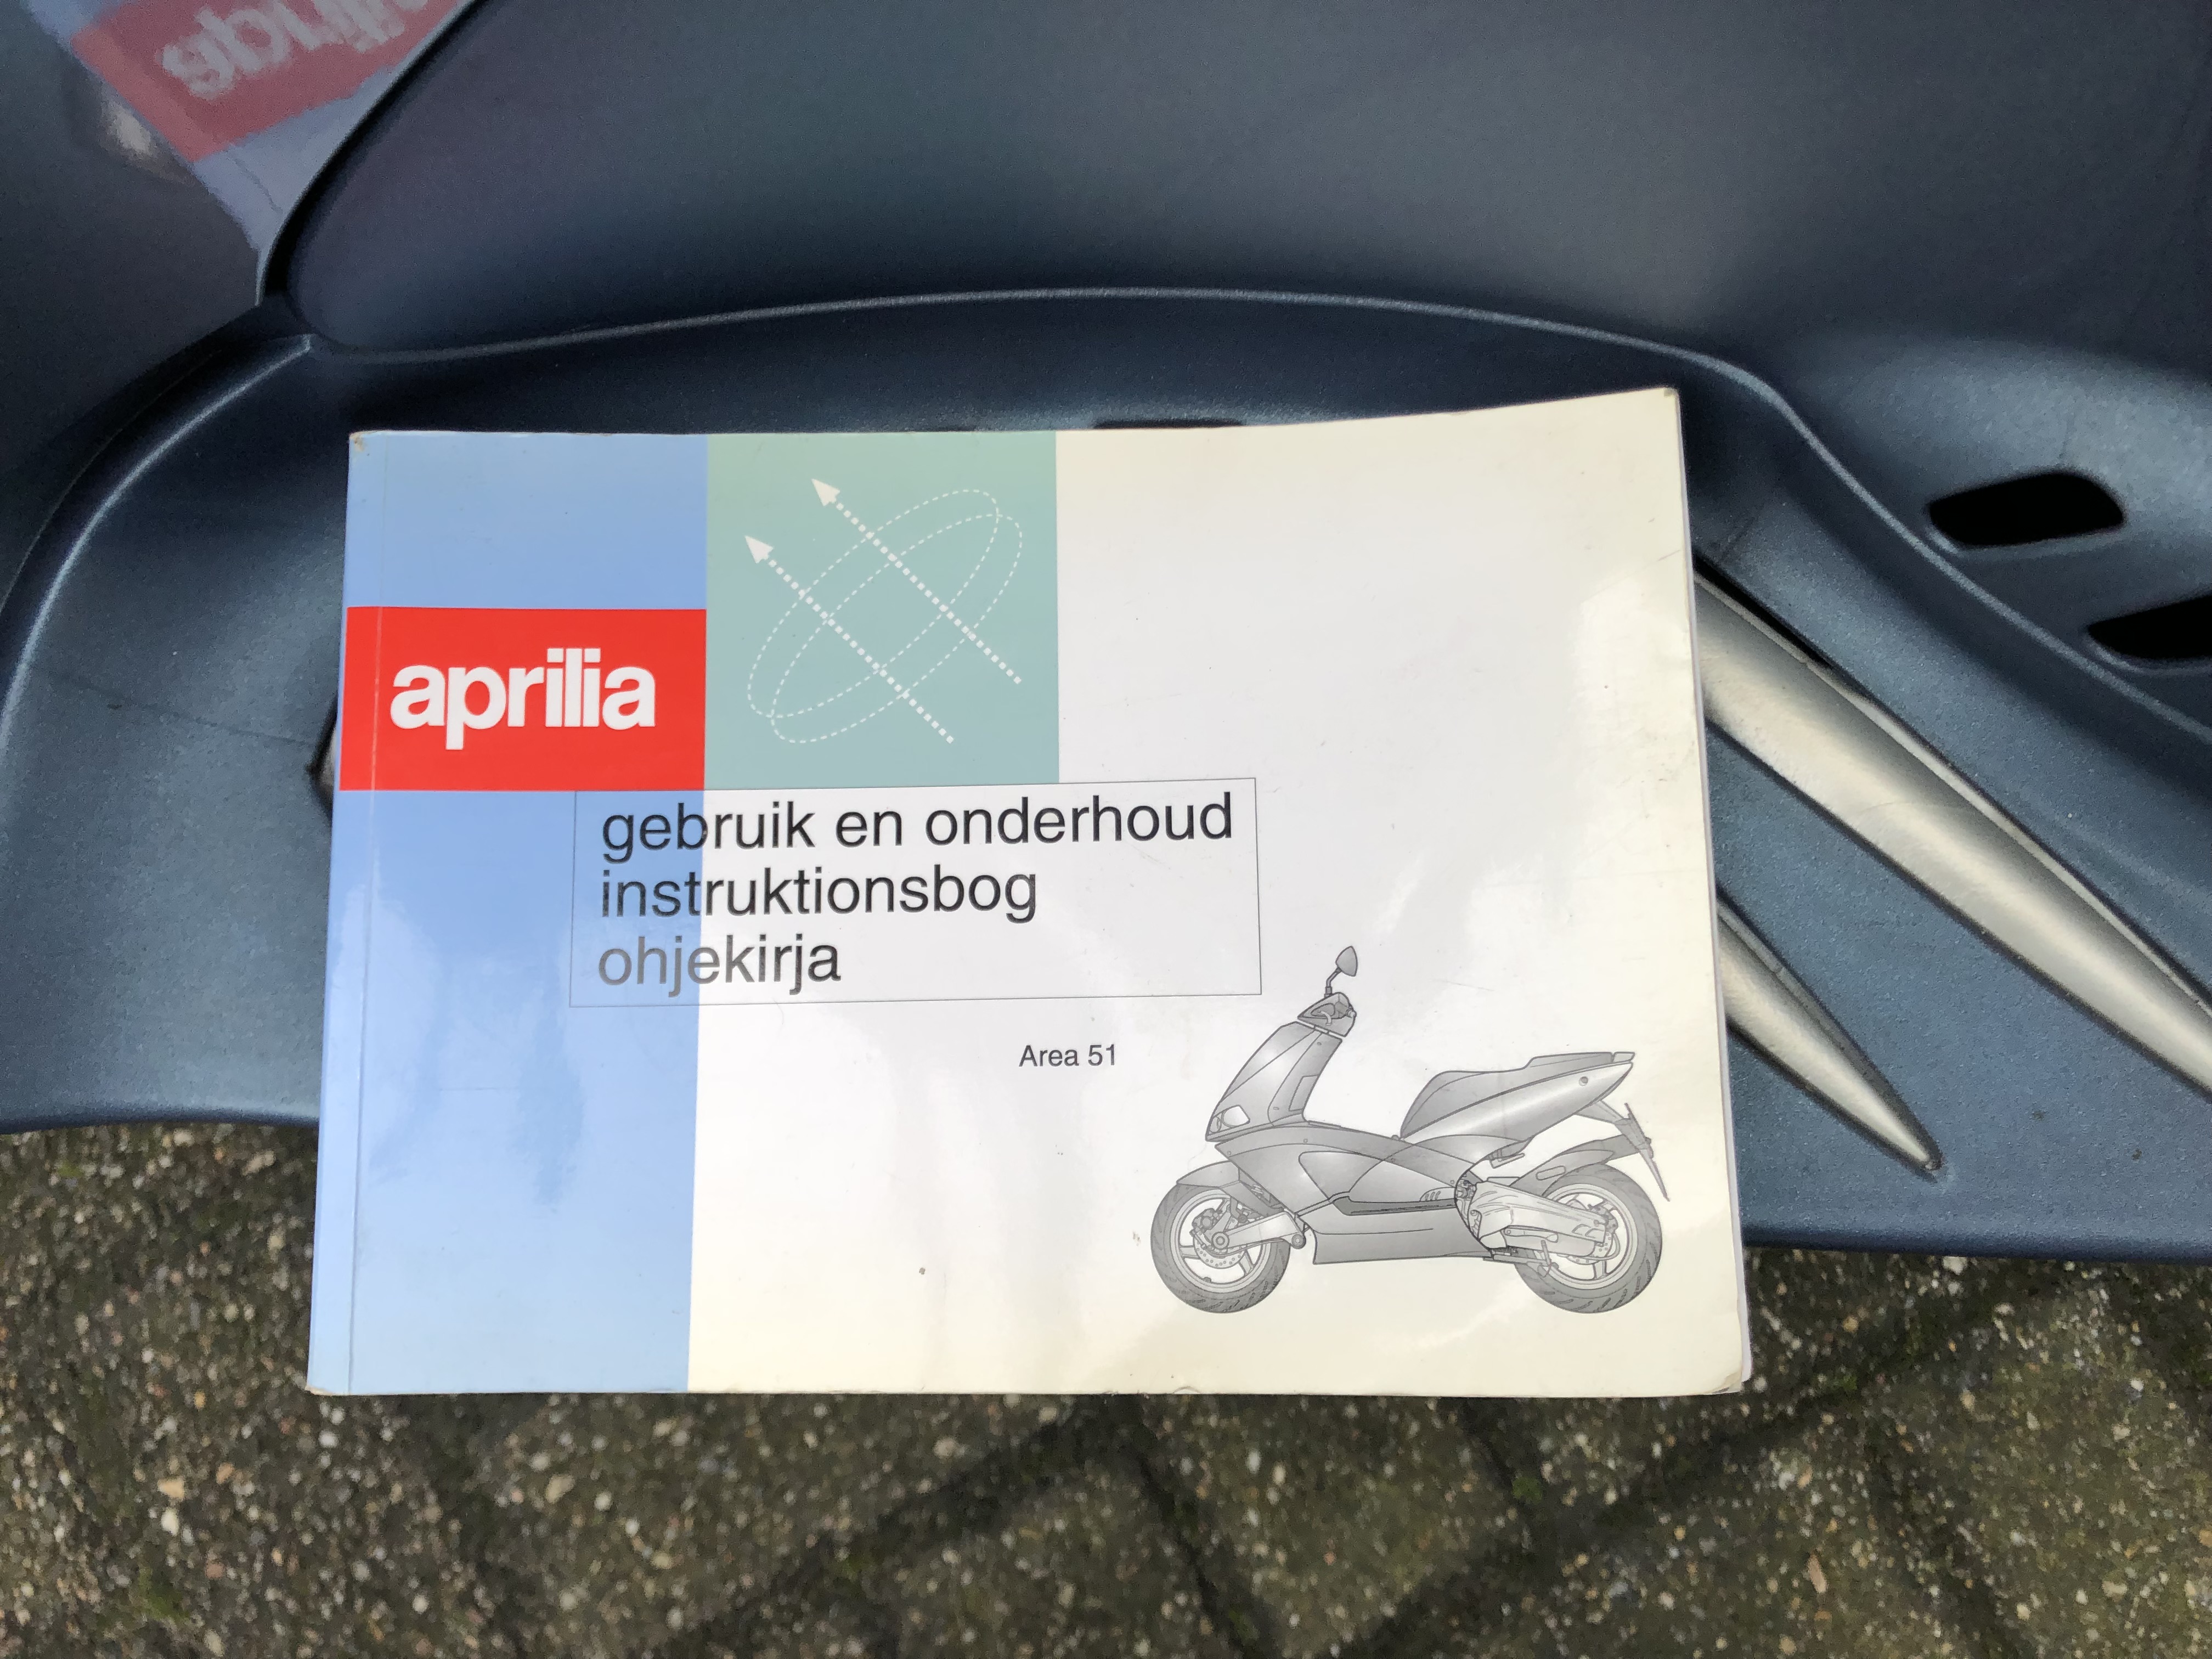 aprilia
gebruik en onderhoud
instruktionsbog
ohjekirja
Area 51